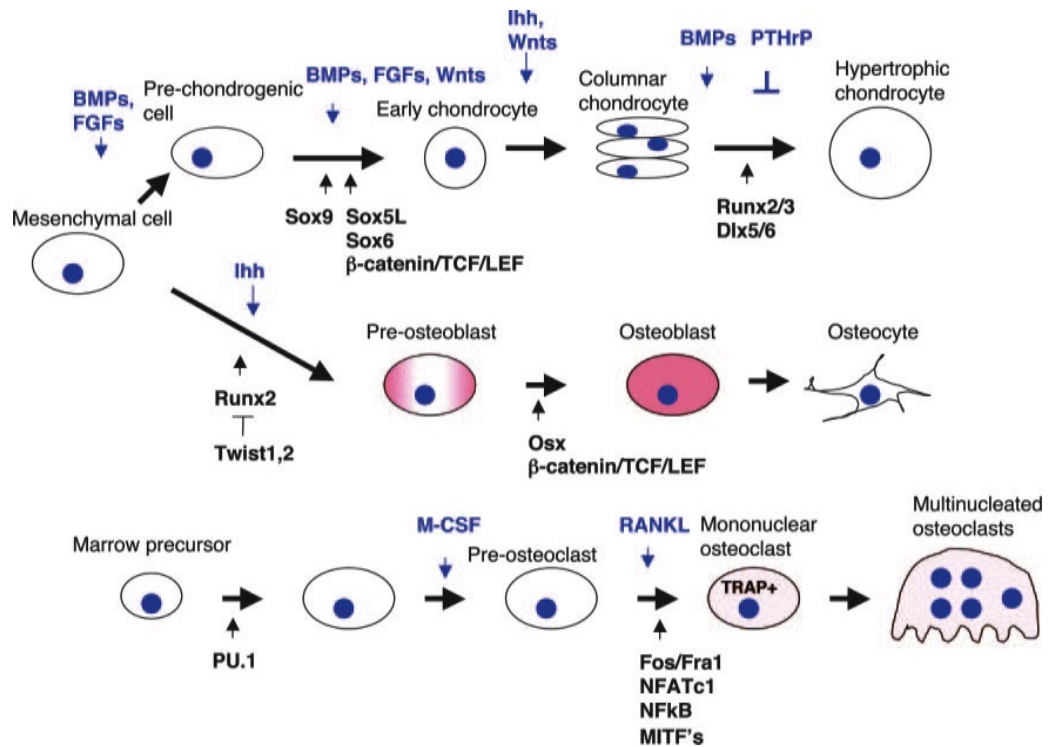 Ihh,
Wnts
BMPs PTHrP
BMPs, FGFs, Wnts
Columnar
chondrocyte
Hypertrophic
chondrocyte
Pre-chondrogenic
cell
BMPs,
FGFs
Early chondrocyte
Mesenchymal cell
Sox9
Sox5L
Sox6
β-catenin/TCF/LEF
Runx2/3
Dlx5/6
Ihh
Pre-osteoblast
Osteoblast
Osteocyte
Runx2
Twist1,2
Osx
β-catenin/TCF/LEF
Marrow precursor
M-CSF
Pre-osteoclast
RANKL
Mononuclear
osteoclast
Multinucleated
osteoclasts
TRAP+
PU.1
Fos/Fra1
NFATc1
NFkB
MITF's